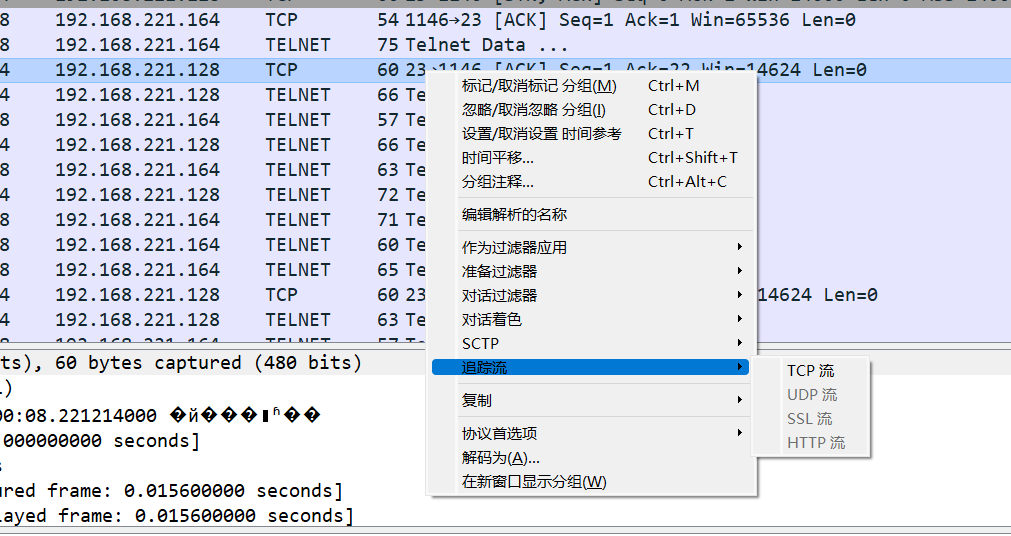 192.168.221.164 TCP 54 1146→23 [ACK] Seq=1 Ack=1 Win=65536 Len=0
8 192.168.221.164 TELNET 75 Telnet Data ...
4 192.168.221.128 TCP 60 23→1146 [ACK] Seq=1 Ack=22 Win=14624 Len=0
4 192.168.221.128 TELNET 66 Te
8 192.168.221.164 TELNET 57 Te
4 192.168.221.128 TELNET 66 Te
8 192.168.221.164 TELNET 63 Te
4 192.168.221.128 TELNET 72 Te
8 192.168.221.164 TELNET 71 Te
4 192.168.221.128 TELNET 60 Te
8 192.168.221.164 TELNET 65 Te
4 192.168.221.128 TCP 60 23 14624 Len=0
4 192.168.221.128 TELNET 63 Te
标记/取消标记 分组(M) Ctrl+M
忽略/取消忽略 分组(I) Ctrl+D
设置/取消设置 时间参考 Ctrl+T
时间平移... Ctrl+Shift+T
分组注释... Ctrl+Alt+C
编辑解析的名称
作为过滤器应用
准备过滤器
对话过滤器
对话着色
SCTP
追踪流
复制
协议首选项
解码为(A)...
在新窗口显示分组(W)
TCP 流
UDP 流
SSL 流
HTTP 流
ts), 60 bytes captured (480 bits)
)
00:08.221214000
000000000 seconds]
s
red frame: 0.015600000 seconds]
ayed frame: 0.015600000 seconds]